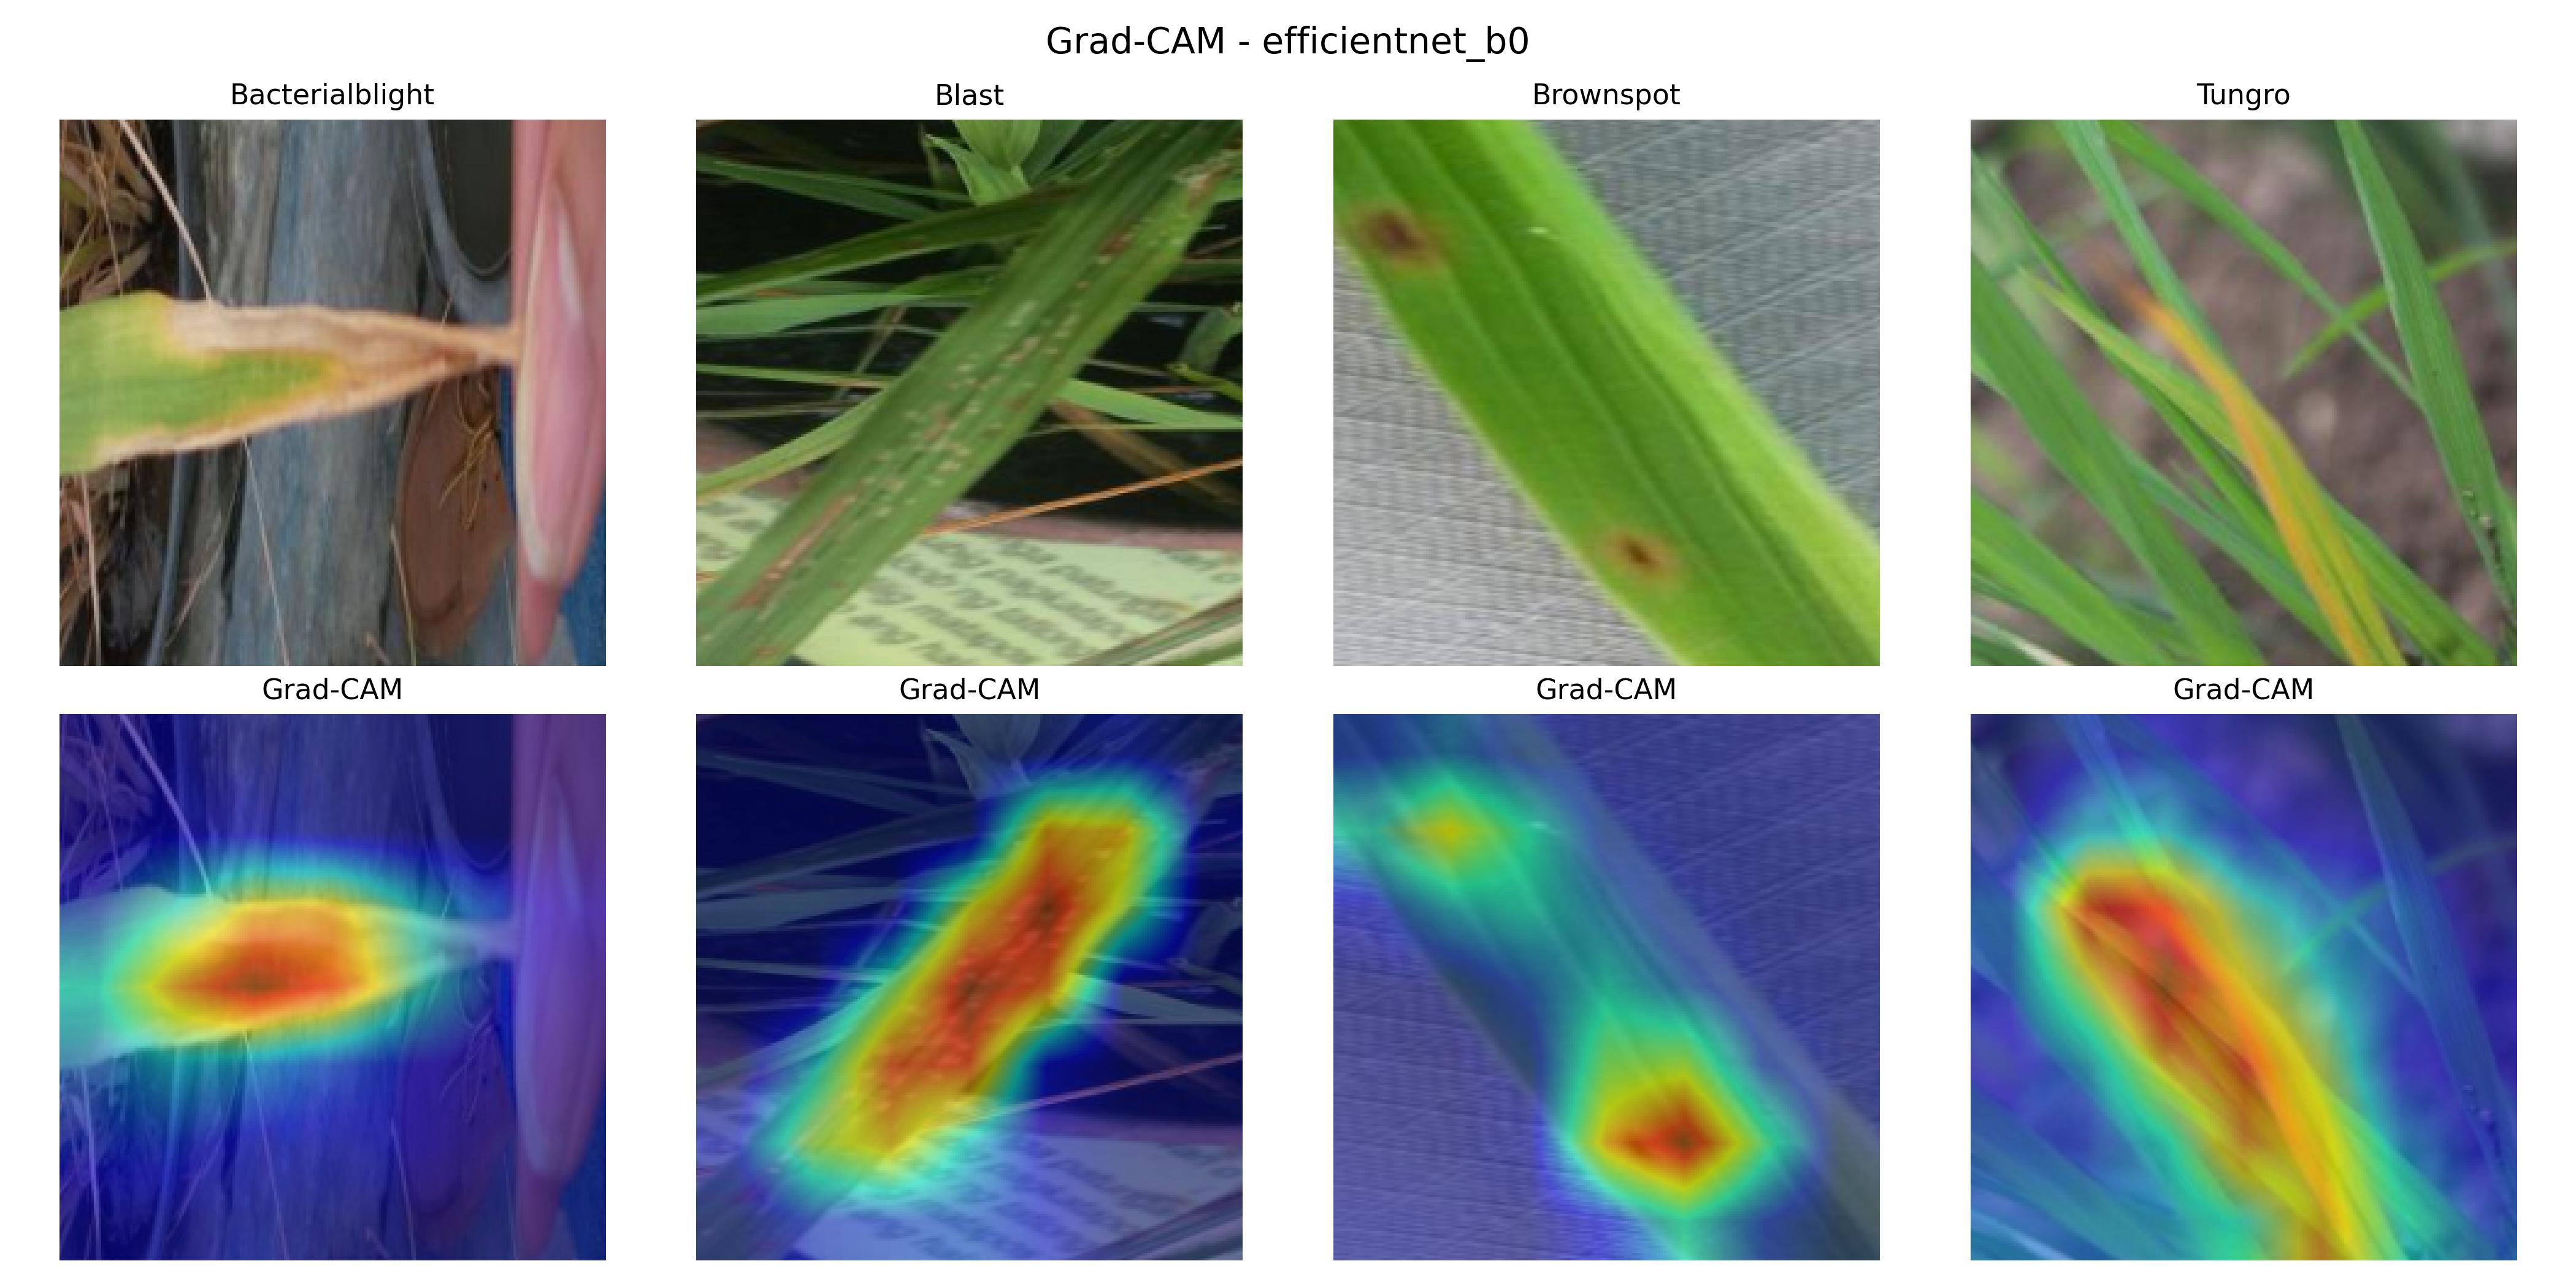 Grad-CAM - efficientnet_b0
Bacterialblight
Blast
Brownspot
Tungro
Grad-CAM
Grad-CAM
Grad-CAM
Grad-CAM